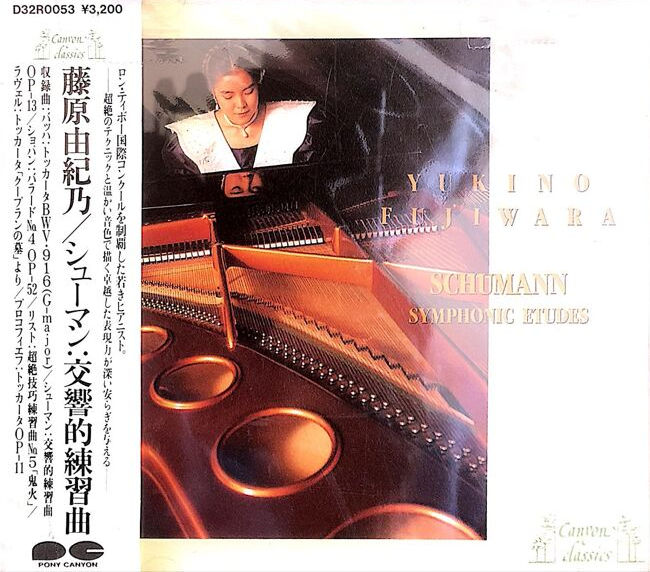 D32R0053 ¥3,200
Canyon
classics
ロン・ティボー国際コンクールを制覇した若きピアニスト。
——超絶のテクニックと温かい音色で描く卓越した表現力が深い安らぎを与える——
藤原由紀乃/シューマン:交響的練習曲
収録曲:バッハ:トッカータBWV・916(G-major)/シューマン:交響的練習曲
OP-13/ショパン:バラードNo.4 OP-52/リスト:超絶技巧練習曲No.5「鬼火」/
ラヴェル:トッカータ「クープランの墓」より/プロコフィエフ:トッカータOP-11
PONY CANYON
YUKINO
FUJIWARA
SCHUMANN
SYMPHONIC ETUDES
Canyon
classics